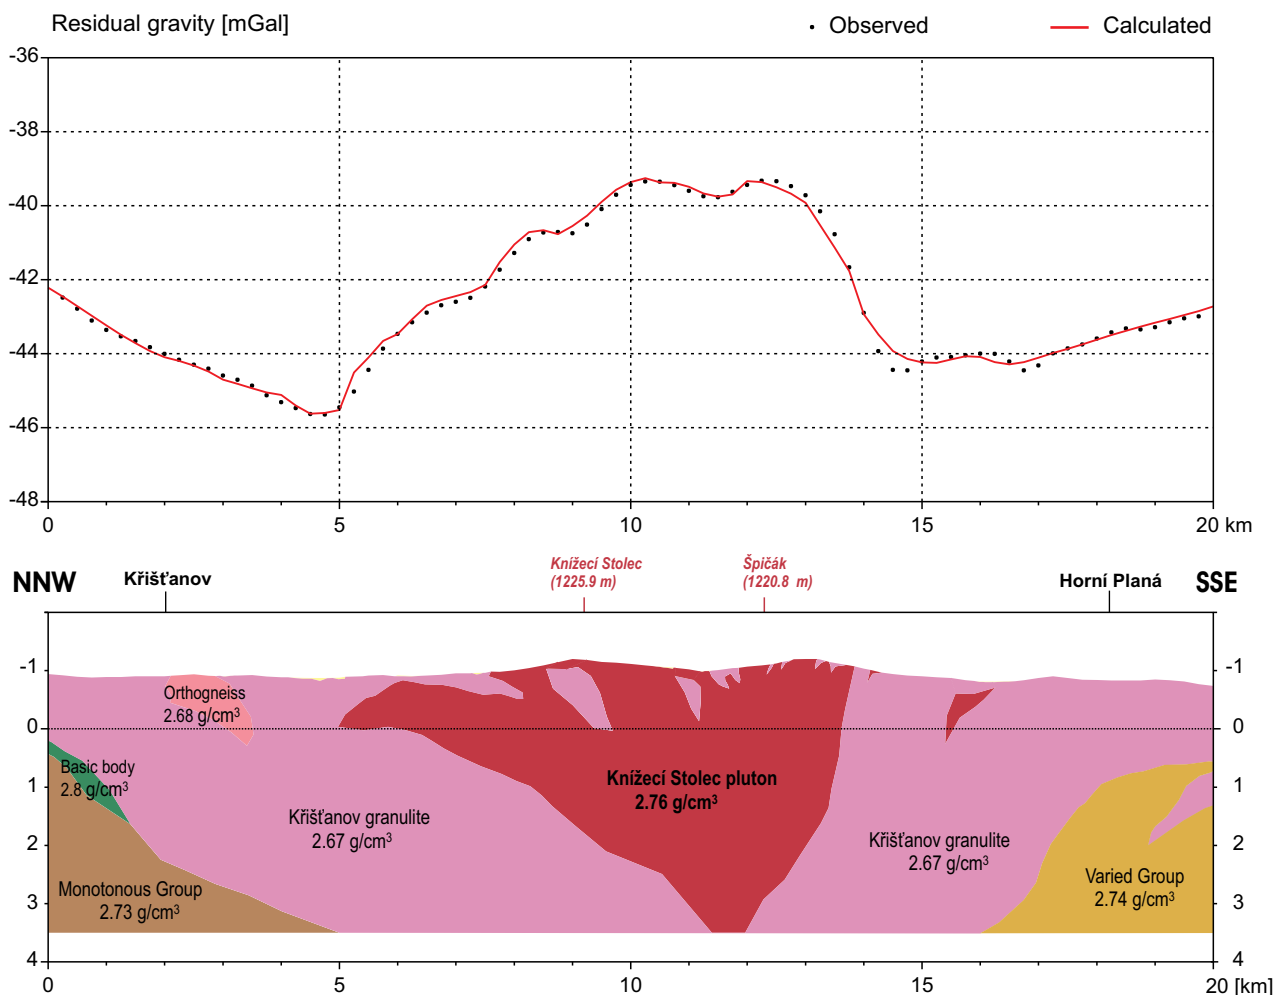 Residual gravity [mGal]
Observed
Calculated
-36
-38
-40
-42
-44
-46
-48
0
5
10
15
20 km
NNW
Křišťanov
Knížecí Stolec
(1225.9 m)
Špičák
(1220.8 m)
Horní Planá
SSE
-1
0
1
2
3
4
-1
0
1
2
3
4
Orthogneiss
2.68 g/cm³
Basic body
2.8 g/cm³
Křišťanov granulite
2.67 g/cm³
Knížecí Stolec pluton
2.76 g/cm³
Křišťanov granulite
2.67 g/cm³
Monotonous Group
2.73 g/cm³
Varied Group
2.74 g/cm³
0
5
10
15
20 [km]